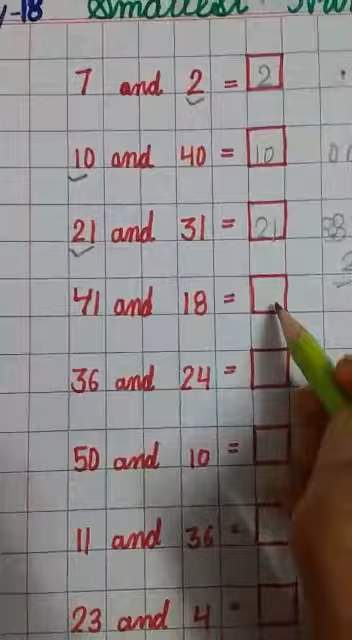 -18 Smallest
7 and 2 = 2
10 and 40 = 10
21 and 31 = 21
41 and 18 =
36 and 24 =
50 and 10 =
11 and 36 =
23 and 4 =